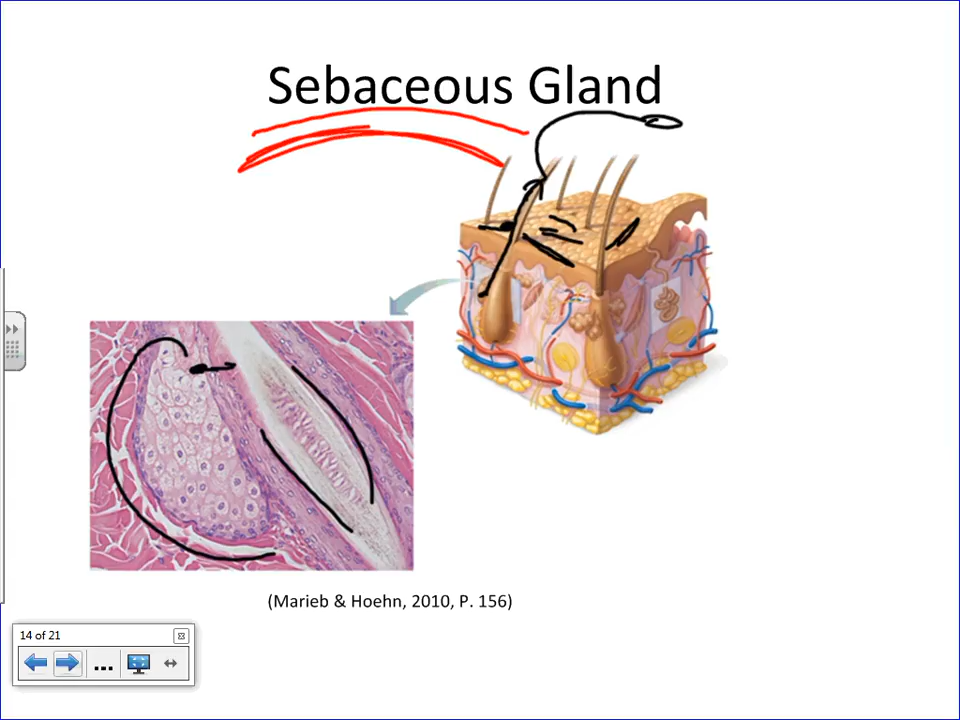 Sebaceous Gland
(Marieb & Hoehn, 2010, P. 156)
14 of 21
...